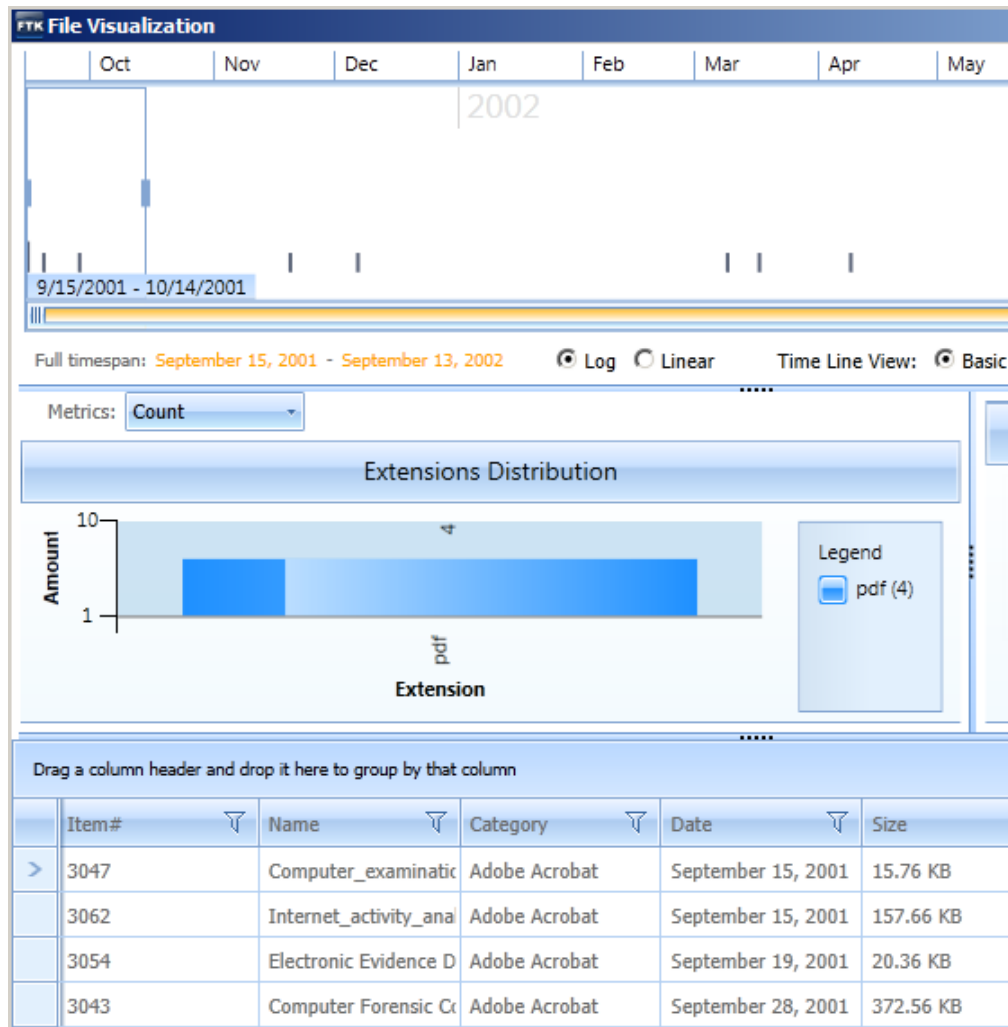 FTK File Visualization
Oct Nov Dec Jan Feb Mar Apr May
2002
9/15/2001 - 10/14/2001
Full timespan: September 15, 2001 - September 13, 2002 Log Linear Time Line View: Basic
Metrics: Count
Extensions Distribution
10
4
Amount
1
pdf
Extension
Legend
pdf (4)
Drag a column header and drop it here to group by that column
Item# Name Category Date Size
3047 Computer_examinatic Adobe Acrobat September 15, 2001 15.76 KB
3062 Internet_activity_anal Adobe Acrobat September 15, 2001 157.66 KB
3054 Electronic Evidence D Adobe Acrobat September 19, 2001 20.36 KB
3043 Computer Forensic Co Adobe Acrobat September 28, 2001 372.56 KB